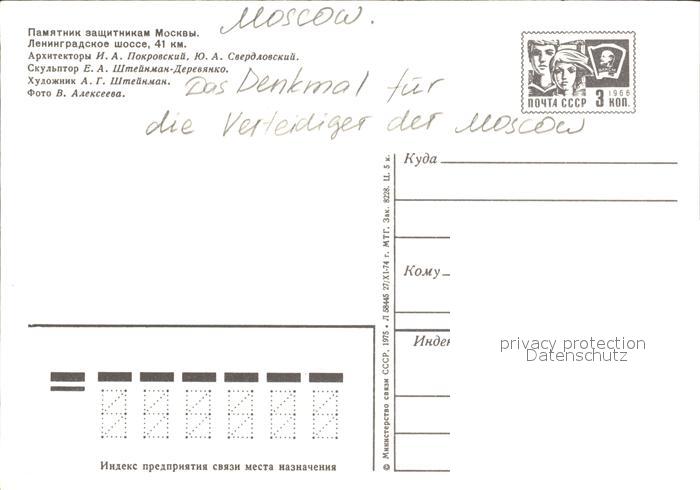 Moscow.
Памятник защитникам Москвы.
Ленинградское шоссе, 41 км.
Архитекторы И. А. Покровский, Ю. А. Свердловский.
Скульптор Е. А. Штейнман-Деревянко.
Художник А. Г. Штейнман.
Фото В. Алексеева.
Das Denkmal für
die Verteidiger der Moscow
ПОЧТА СССР 3 КОП.
1966
Куда
Кому
Инде
privacy protection
Datenschutz
© Министерство связи СССР. 1975 • Л 58445 27/XI-74 г. МТГ. Зак. 8228. Ц. 5 к.
Индекс предприятия связи места назначения